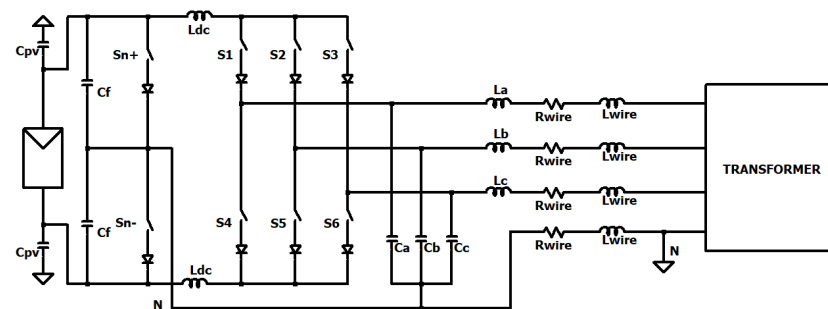 Ldc
Cpv
Sn+
S1
S2
S3
Cf
La
Rwire
Lwire
Lb
Rwire
Lwire
TRANSFORMER
Lc
Rwire
Lwire
Cf
Sn-
S4
S5
S6
Ca
Cb
Cc
Rwire
Lwire
N
Cpv
Ldc
N